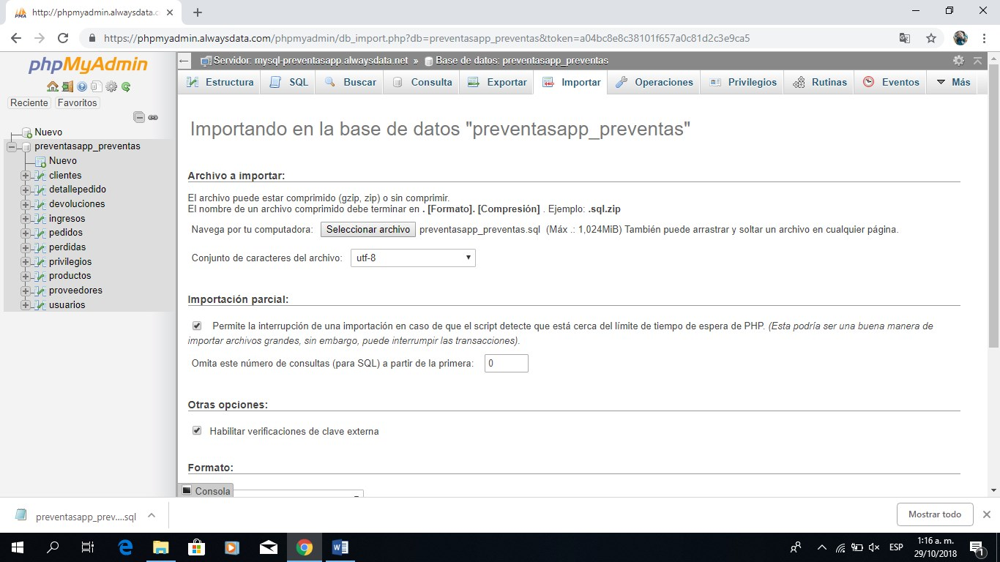 http://phpmyadmin.alwaysdata.c
https://phpmyadmin.alwaysdata.com/phpmyadmin/db_import.php?db=preventasapp_preventas&token=a04bc8e8c38101f657a0c81d2c3e9ca5
phpMyAdmin
Reciente Favoritos
Nuevo
preventasapp_preventas
Nuevo
clientes
detallepedido
devoluciones
ingresos
pedidos
perdidas
privilegios
productos
proveedores
usuarios
Servidor: mysql-preventasapp.alwaysdata.net » Base de datos: preventasapp_preventas
Estructura SQL Buscar Consulta Exportar Importar Operaciones Privilegios Rutinas Eventos Más
Importando en la base de datos "preventasapp_preventas"
Archivo a importar:
El archivo puede estar comprimido (gzip, zip) o sin comprimir.
El nombre de un archivo comprimido debe terminar en . [Formato]. [Compresión] . Ejemplo: .sql.zip
Navega por tu computadora: Seleccionar archivo preventasapp_preventas.sql (Máx .: 1,024MiB) También puede arrastrar y soltar un archivo en cualquier página.
Conjunto de caracteres del archivo: utf-8
Importación parcial:
Permite la interrupción de una importación en caso de que el script detecte que está cerca del límite de tiempo de espera de PHP. (Esta podría ser una buena manera de
importar archivos grandes, sin embargo, puede interrumpir las transacciones).
Omita este número de consultas (para SQL) a partir de la primera: 0
Otras opciones:
Habilitar verificaciones de clave externa
Formato:
Consola
preventasapp_prev....sql
Mostrar todo
ESP
1:16 a. m.
29/10/2018
1